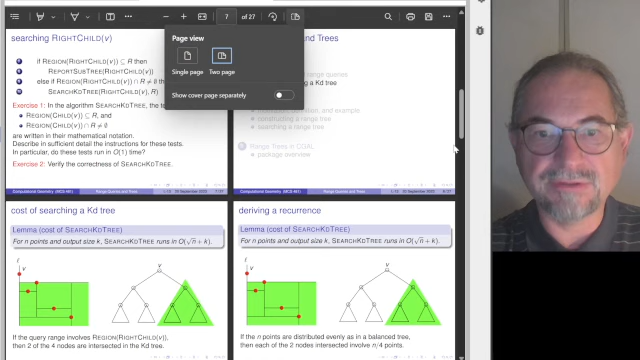 7 of 27
Page view
Single page
Two page
Show cover page separately
searching RIGHTCHILD(v)
if REGION(RIGHTCHILD(v)) ⊆ R then
REPORTSUBTREE(RIGHTCHILD(v))
else if REGION(RIGHTCHILD(v)) ∩ R ≠ ∅
SEARCHKDTREE(RIGHTCHILD(v), R)
Exercise 1: In the algorithm SEARCHKDTREE, the
REGION(CHILD(v)) ⊆ R, and
REGION(CHILD(v)) ∩ R ≠ ∅
are written in their mathematical notation.
Describe in sufficient detail the instructions for these tests.
In particular, do these tests run in O(1) time?
Exercise 2: Verify the correctness of SEARCHKDTREE.
Computational Geometry (MCS 481) Range Queries and Trees
and Trees
range queries
a Kd tree
constructing a range tree
searching a range tree
Range Trees in CGAL
package overview
Computational Geometry (MCS 481) Range Queries and Trees
cost of searching a Kd tree
Lemma (cost of SEARCHKDTREE)
For n points and output size k, SEARCHKDTREE runs in O(√n + k).
ℓ
v
v
If the query range involves REGION(RIGHTCHILD(v)),
then 2 of the 4 nodes are intersected in the Kd tree.
deriving a recurrence
Lemma (cost of SEARCHKDTREE)
For n points and output size k, SEARCHKDTREE runs in O(√n + k).
ℓ
v
v
If the n points are distributed evenly as in a balanced tree,
then each of the 2 nodes intersected involve n/4 points.